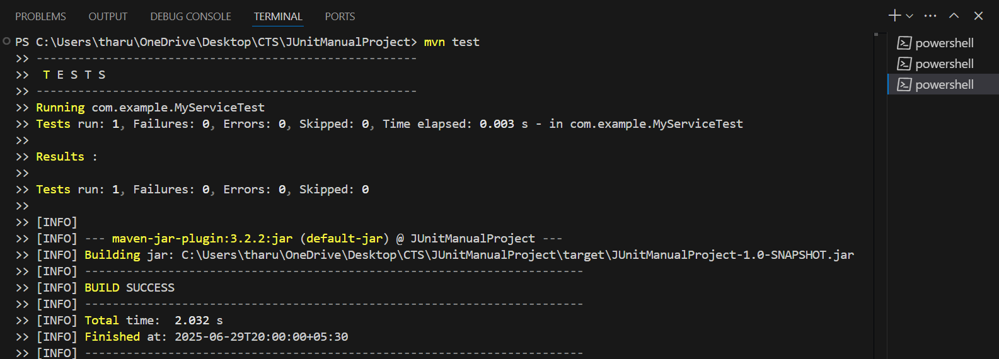 PROBLEMS OUTPUT DEBUG CONSOLE TERMINAL PORTS
PS C:\Users\tharu\OneDrive\Desktop\CTS\JUnitManualProject> mvn test
>> -------------------------------------------------------
>>  T E S T S
>> -------------------------------------------------------
>> Running com.example.MyServiceTest
>> Tests run: 1, Failures: 0, Errors: 0, Skipped: 0, Time elapsed: 0.003 s - in com.example.MyServiceTest
>>
>> Results :
>>
>> Tests run: 1, Failures: 0, Errors: 0, Skipped: 0
>>
>> [INFO]
>> [INFO] --- maven-jar-plugin:3.2.2:jar (default-jar) @ JUnitManualProject ---
>> [INFO] Building jar: C:\Users\tharu\OneDrive\Desktop\CTS\JUnitManualProject\target\JUnitManualProject-1.0-SNAPSHOT.jar
>> [INFO] ------------------------------------------------------------------------
>> [INFO] BUILD SUCCESS
>> [INFO] ------------------------------------------------------------------------
>> [INFO] Total time:  2.032 s
>> [INFO] Finished at: 2025-06-29T20:00:00+05:30
>> [INFO] ------------------------------------------------------------------------
powershell
powershell
powershell